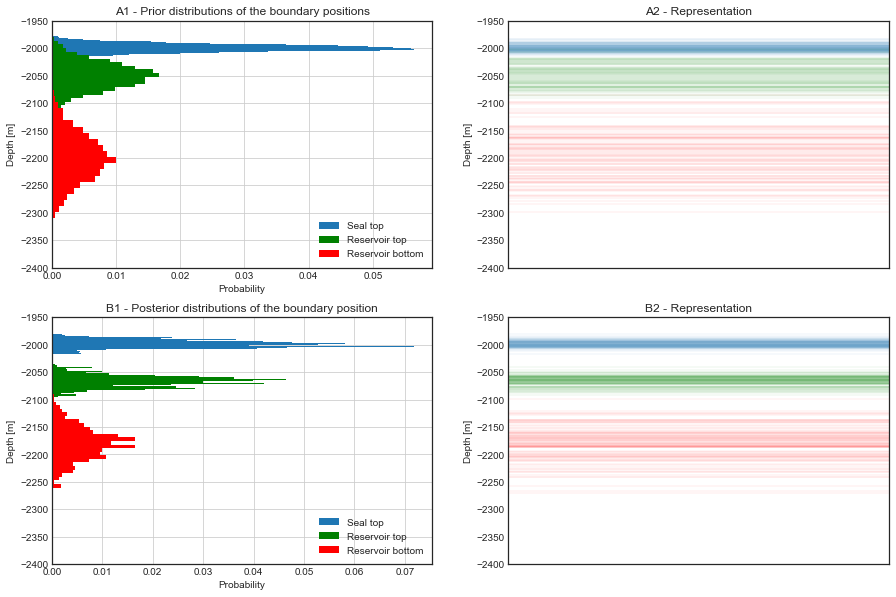 A1 - Prior distributions of the boundary positions
−1950
−2000
−2050
−2100
−2150
−2200
−2250
−2300
−2350
−2400
Depth [m]
0.00 0.01 0.02 0.03 0.04 0.05
Probability
Seal top
Reservoir top
Reservoir bottom
A2 - Representation
−1950
−2000
−2050
−2100
−2150
−2200
−2250
−2300
−2350
−2400
Depth [m]
B1 - Posterior distributions of the boundary position
−1950
−2000
−2050
−2100
−2150
−2200
−2250
−2300
−2350
−2400
Depth [m]
0.00 0.01 0.02 0.03 0.04 0.05 0.06 0.07
Probability
Seal top
Reservoir top
Reservoir bottom
B2 - Representation
−1950
−2000
−2050
−2100
−2150
−2200
−2250
−2300
−2350
−2400
Depth [m]